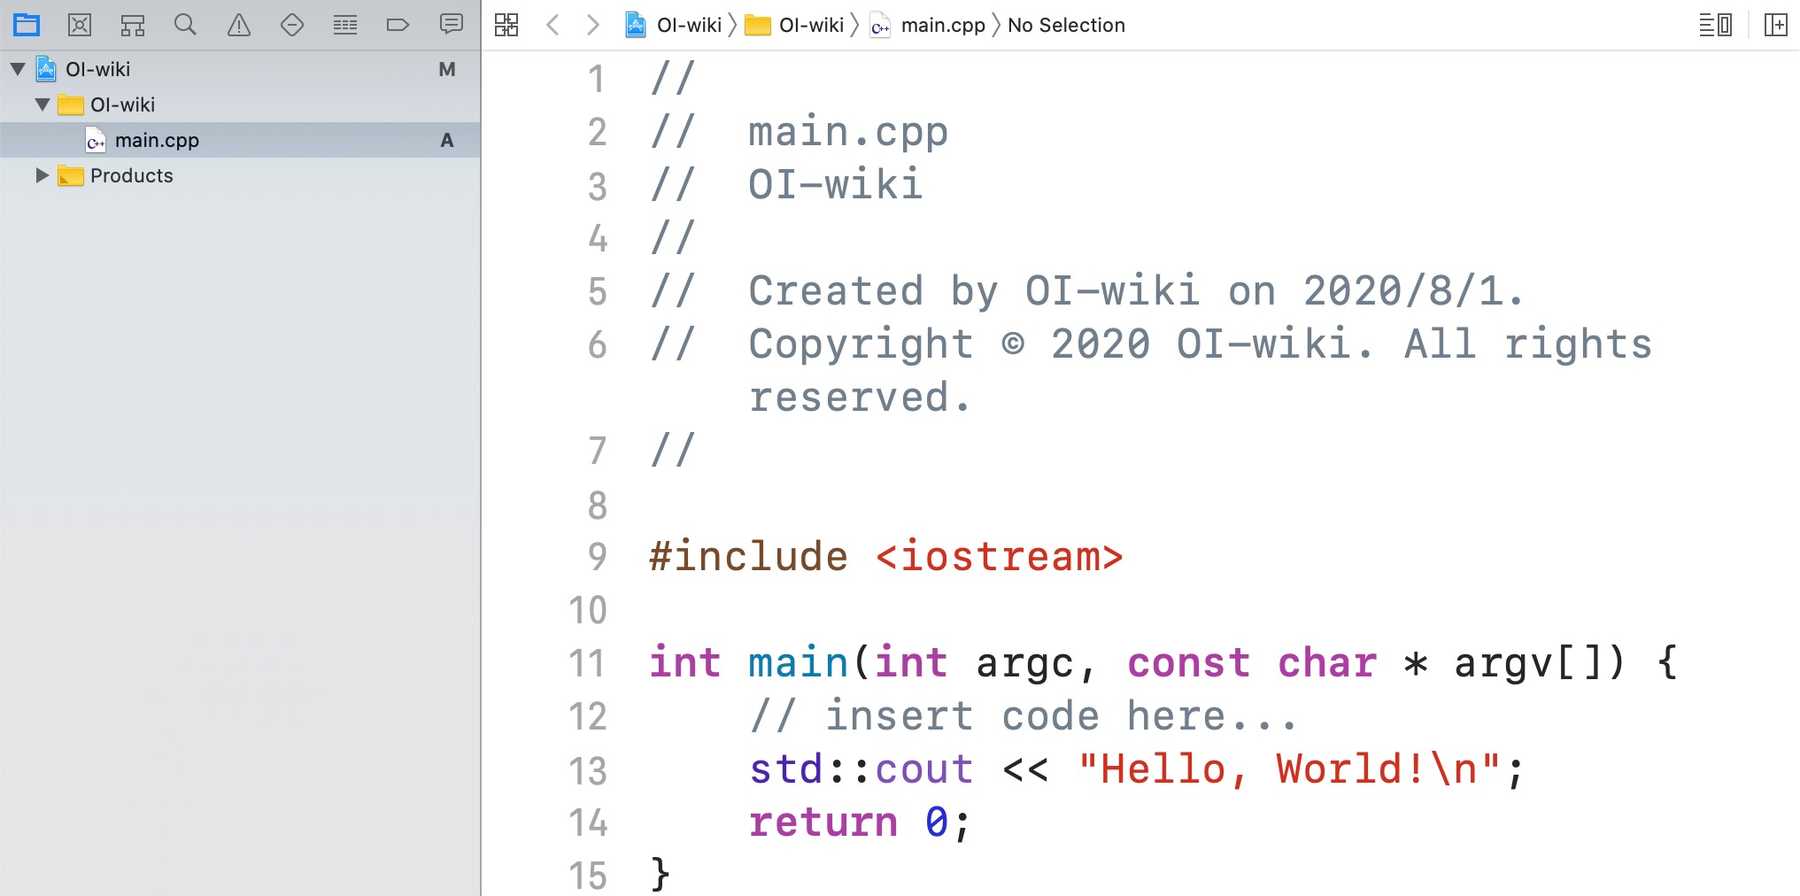 OI-wiki M
OI-wiki
main.cpp A
Products
OI-wiki OI-wiki main.cpp No Selection
1 //
2 //  main.cpp
3 //  OI-wiki
4 //
5 //  Created by OI-wiki on 2020/8/1.
6 //  Copyright © 2020 OI-wiki. All rights
reserved.
7 //
8
9 #include <iostream>
10
11 int main(int argc, const char * argv[]) {
12     // insert code here...
13     std::cout << "Hello, World!\n";
14     return 0;
15 }